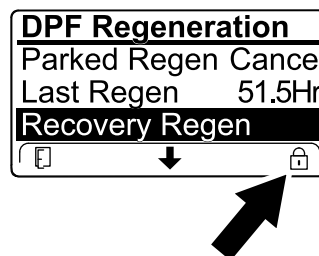 DPF Regeneration
Parked Regen Cance
Last Regen 51.5Hr
Recovery Regen